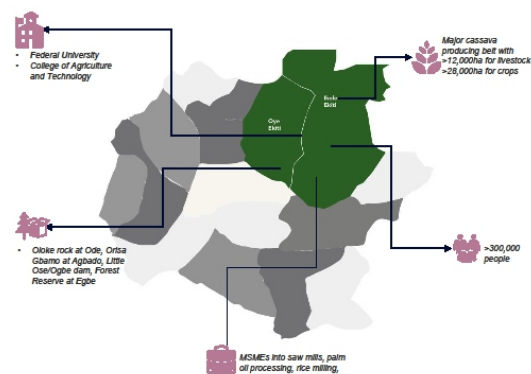 • Federal University
• College of Agriculture
and Technology
Major cassava
producing belt with
>12,000ha for livestock
>28,000ha for crops
Oye
Ekiti
Ekiti
• Oloke rock at Ode, Orisa
Gbamo at Agbado, Little
Ose/Ogbe dam, Forest
Reserve at Egbe
>300,000
people
MSMEs into saw mills, palm
oil processing, rice milling,